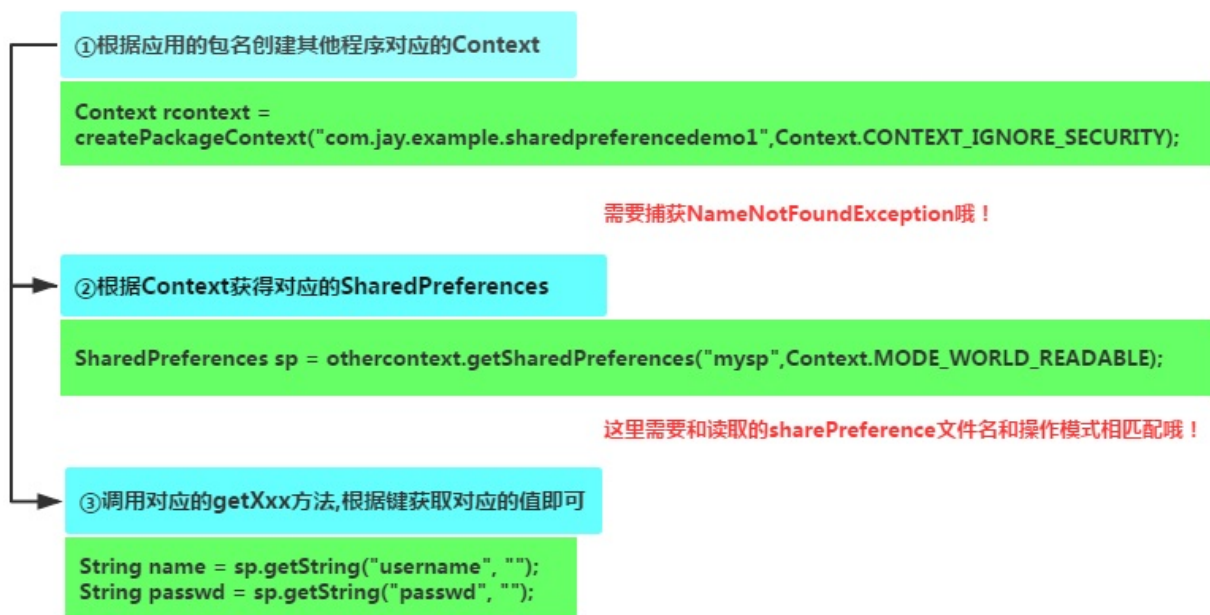 ①根据应用的包名创建其他程序对应的Context
Context rcontext =
createPackageContext("com.jay.example.sharedpreferencedemo1",Context.CONTEXT_IGNORE_SECURITY);
需要捕获NameNotFoundException哦！
②根据Context获得对应的SharedPreferences
SharedPreferences sp = othercontext.getSharedPreferences("mysp",Context.MODE_WORLD_READABLE);
这里需要和读取的sharePreference文件名和操作模式相匹配哦！
③调用对应的getXxx方法,根据键获取对应的值即可
String name = sp.getString("username", "");
String passwd = sp.getString("passwd", "");